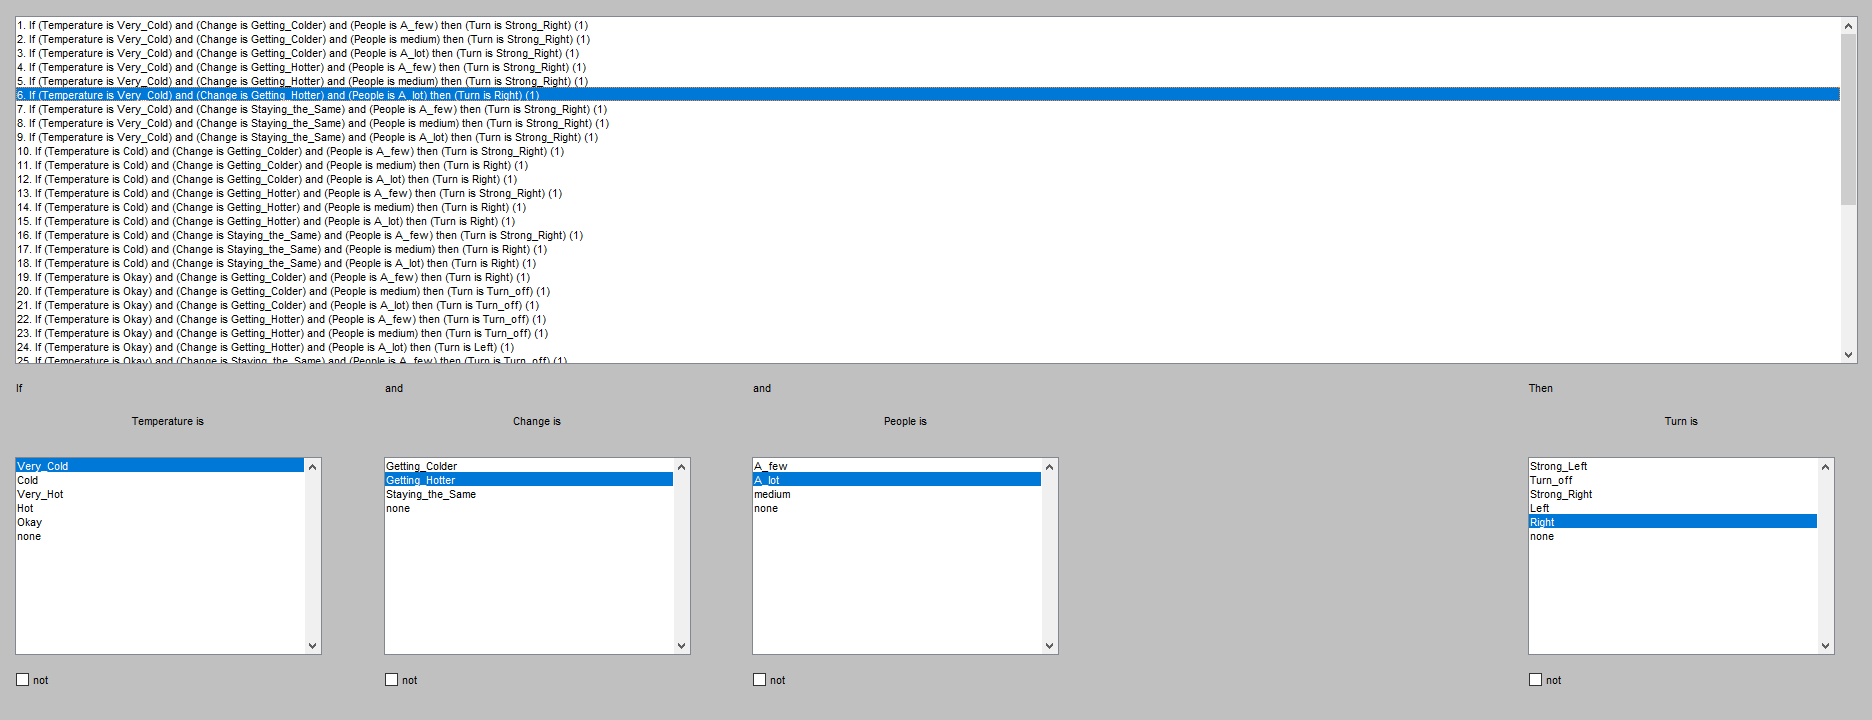 1. If (Temperature is Very_Cold) and (Change is Getting_Colder) and (People is A_few) then (Turn is Strong_Right) (1)
2. If (Temperature is Very_Cold) and (Change is Getting_Colder) and (People is medium) then (Turn is Strong_Right) (1)
3. If (Temperature is Very_Cold) and (Change is Getting_Colder) and (People is A_lot) then (Turn is Strong_Right) (1)
4. If (Temperature is Very_Cold) and (Change is Getting_Hotter) and (People is A_few) then (Turn is Strong_Right) (1)
5. If (Temperature is Very_Cold) and (Change is Getting_Hotter) and (People is medium) then (Turn is Strong_Right) (1)
6. If (Temperature is Very_Cold) and (Change is Getting_Hotter) and (People is A_lot) then (Turn is Right) (1)
7. If (Temperature is Very_Cold) and (Change is Staying_the_Same) and (People is A_few) then (Turn is Strong_Right) (1)
8. If (Temperature is Very_Cold) and (Change is Staying_the_Same) and (People is medium) then (Turn is Strong_Right) (1)
9. If (Temperature is Very_Cold) and (Change is Staying_the_Same) and (People is A_lot) then (Turn is Strong_Right) (1)
10. If (Temperature is Cold) and (Change is Getting_Colder) and (People is A_few) then (Turn is Strong_Right) (1)
11. If (Temperature is Cold) and (Change is Getting_Colder) and (People is medium) then (Turn is Right) (1)
12. If (Temperature is Cold) and (Change is Getting_Colder) and (People is A_lot) then (Turn is Right) (1)
13. If (Temperature is Cold) and (Change is Getting_Hotter) and (People is A_few) then (Turn is Strong_Right) (1)
14. If (Temperature is Cold) and (Change is Getting_Hotter) and (People is medium) then (Turn is Right) (1)
15. If (Temperature is Cold) and (Change is Getting_Hotter) and (People is A_lot) then (Turn is Right) (1)
16. If (Temperature is Cold) and (Change is Staying_the_Same) and (People is A_few) then (Turn is Strong_Right) (1)
17. If (Temperature is Cold) and (Change is Staying_the_Same) and (People is medium) then (Turn is Right) (1)
18. If (Temperature is Cold) and (Change is Staying_the_Same) and (People is A_lot) then (Turn is Right) (1)
19. If (Temperature is Okay) and (Change is Getting_Colder) and (People is A_few) then (Turn is Right) (1)
20. If (Temperature is Okay) and (Change is Getting_Colder) and (People is medium) then (Turn is Turn_off) (1)
21. If (Temperature is Okay) and (Change is Getting_Colder) and (People is A_lot) then (Turn is Turn_off) (1)
22. If (Temperature is Okay) and (Change is Getting_Hotter) and (People is A_few) then (Turn is Turn_off) (1)
23. If (Temperature is Okay) and (Change is Getting_Hotter) and (People is medium) then (Turn is Turn_off) (1)
24. If (Temperature is Okay) and (Change is Getting_Hotter) and (People is A_lot) then (Turn is Left) (1)
25. If (Temperature is Okay) and (Change is Staying_the_Same) and (People is A_few) then (Turn is Turn_off) (1)
If
Temperature is
Very_Cold
Cold
Very_Hot
Hot
Okay
none
not
and
Change is
Getting_Colder
Getting_Hotter
Staying_the_Same
none
not
and
People is
A_few
A_lot
medium
none
not
Then
Turn is
Strong_Left
Turn_off
Strong_Right
Left
Right
none
not